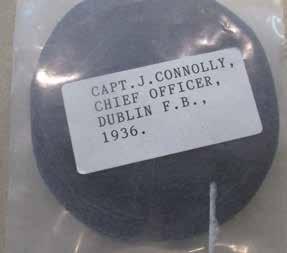 CAPT.J.CONNOLLY,
CHIEF OFFICER,
DUBLIN F.B.,
1936.